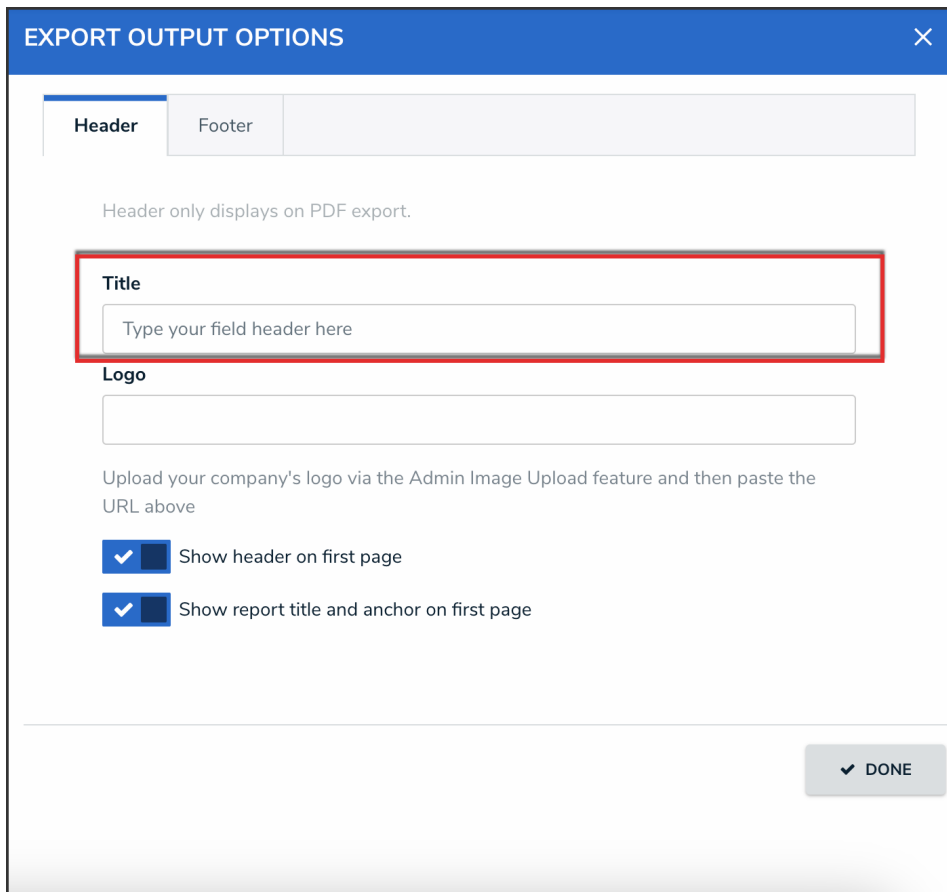 EXPORT OUTPUT OPTIONS
Header
Footer
Header only displays on PDF export.
Title
Type your field header here
Logo
Upload your company's logo via the Admin Image Upload feature and then paste the
URL above
Show header on first page
Show report title and anchor on first page
DONE